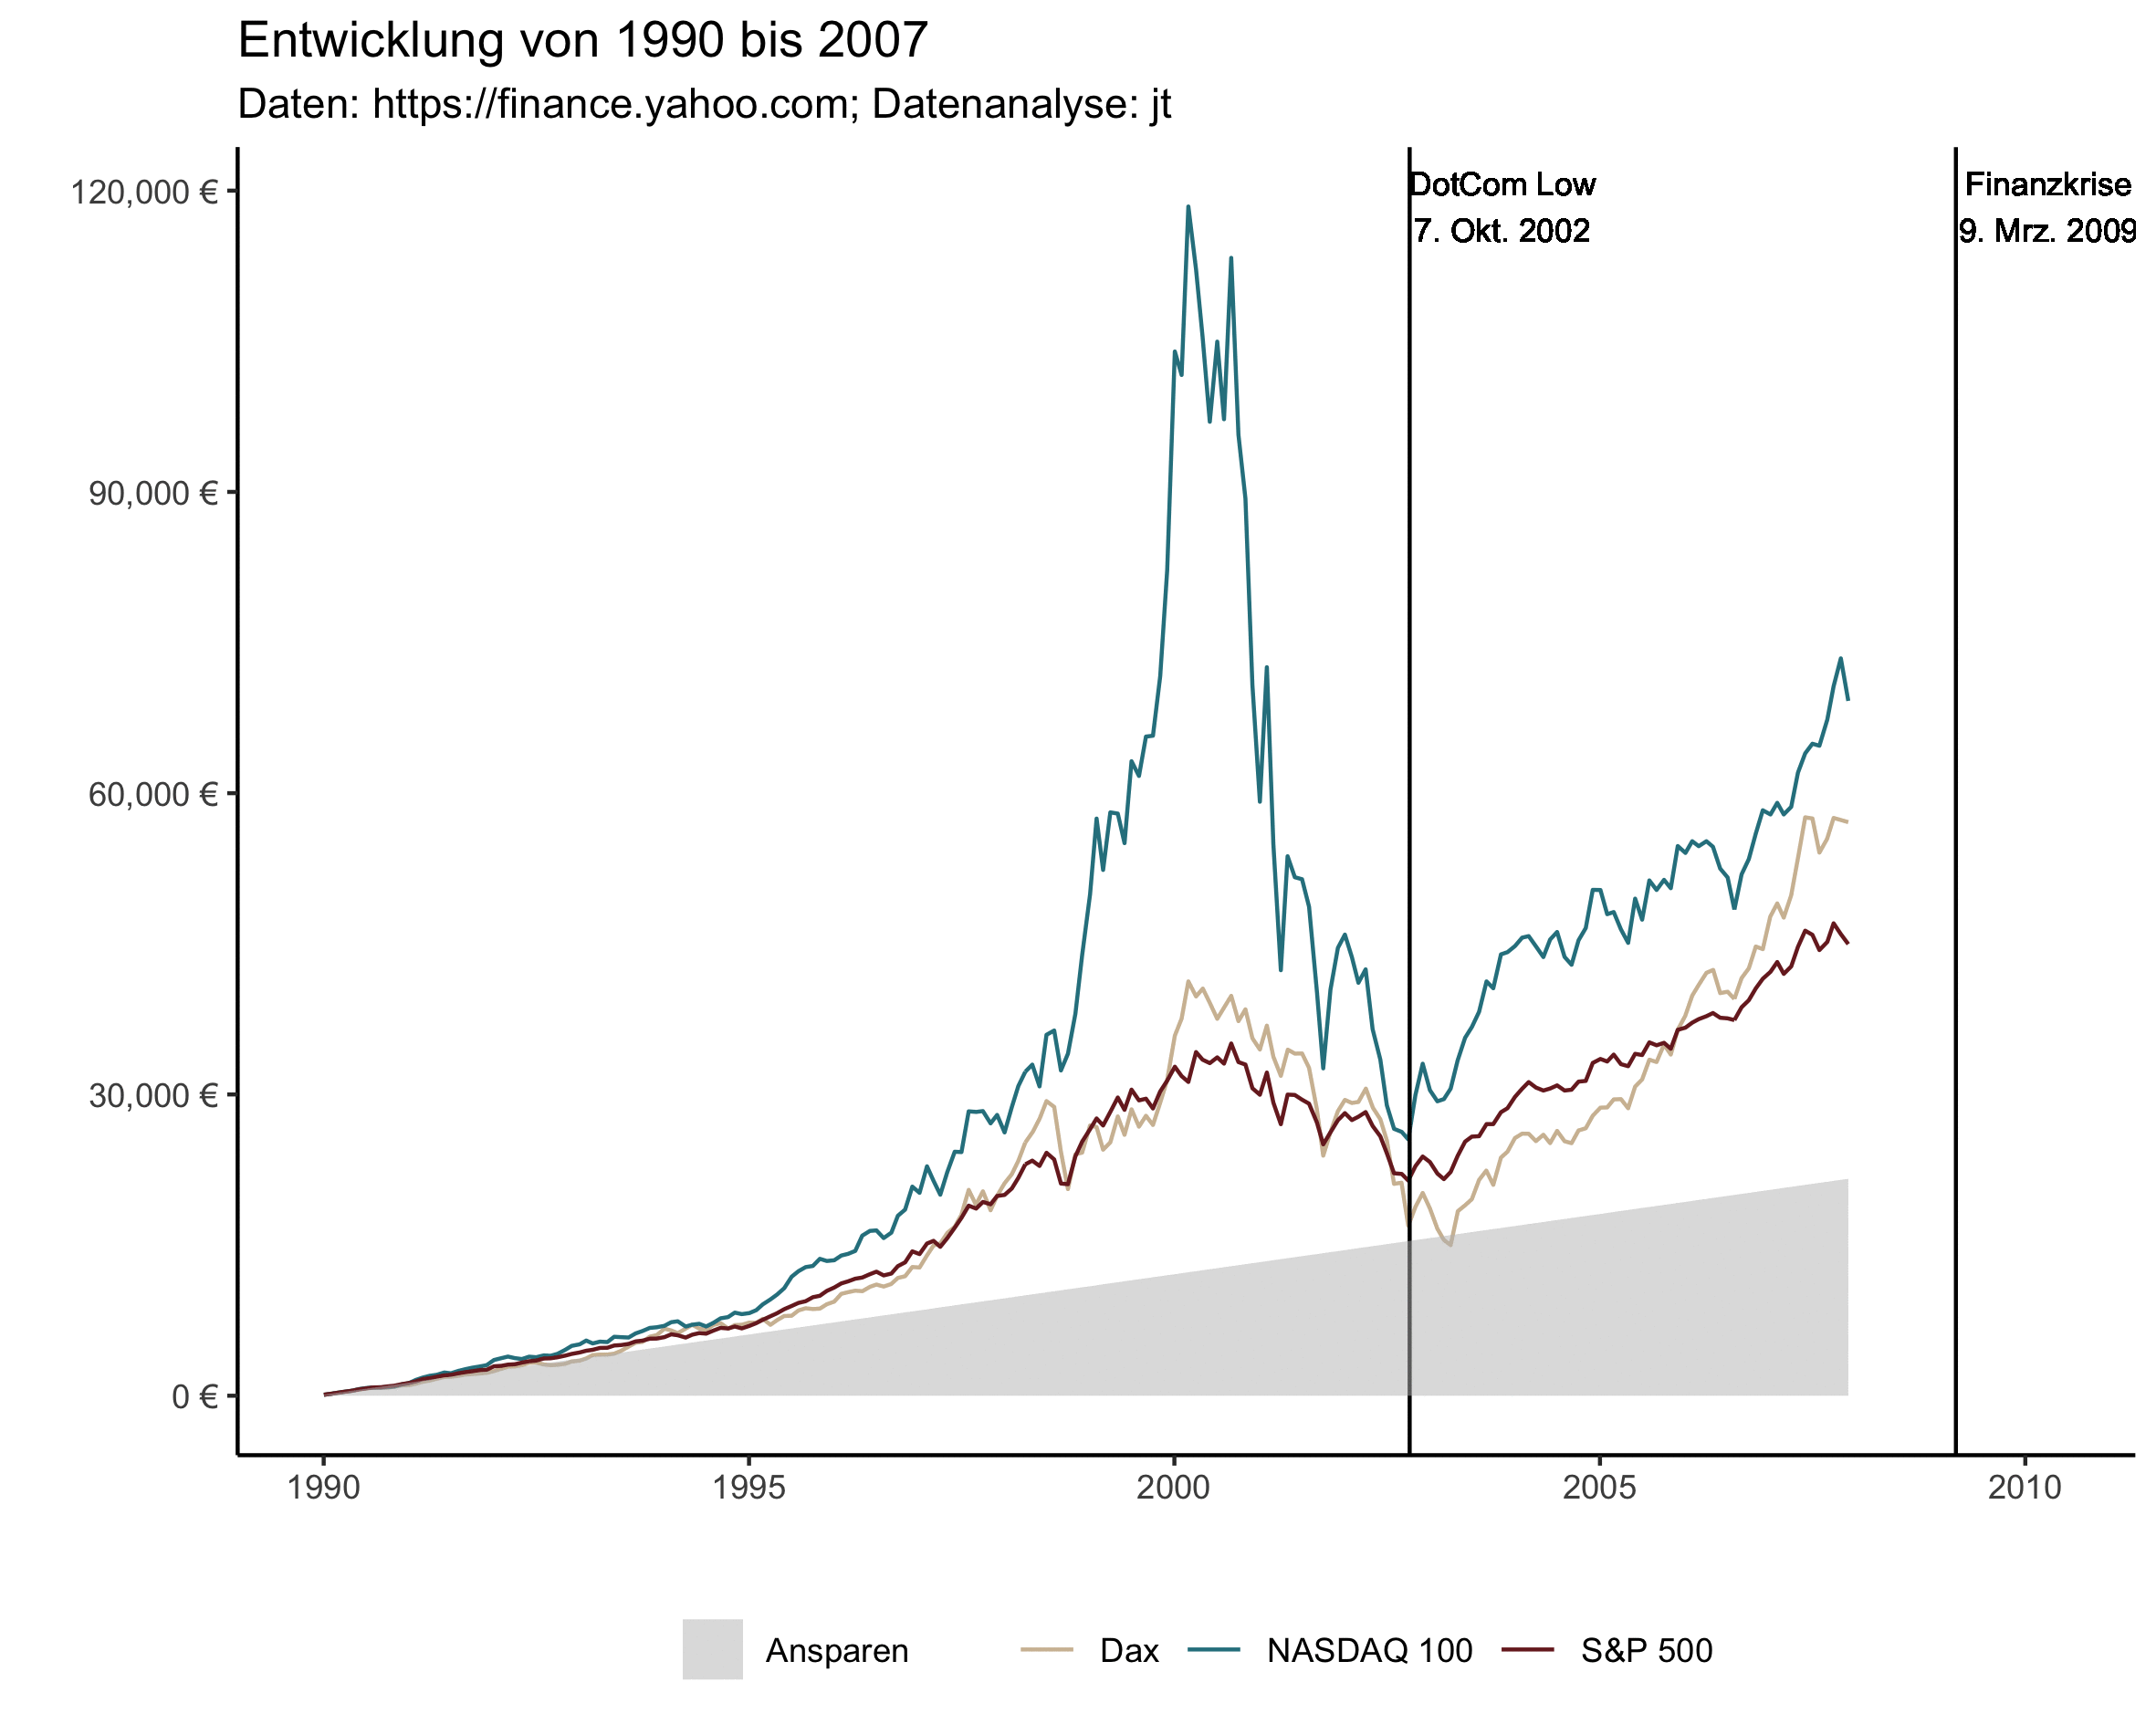 Entwicklung von 1990 bis 2007
Daten: https://finance.yahoo.com; Datenanalyse: jt
120,000 €
90,000 €
60,000 €
30,000 €
0 €
DotCom Low
7. Okt. 2002
Finanzkrise
9. Mrz. 2009
1990 1995 2000 2005 2010
Ansparen Dax NASDAQ 100 S&P 500